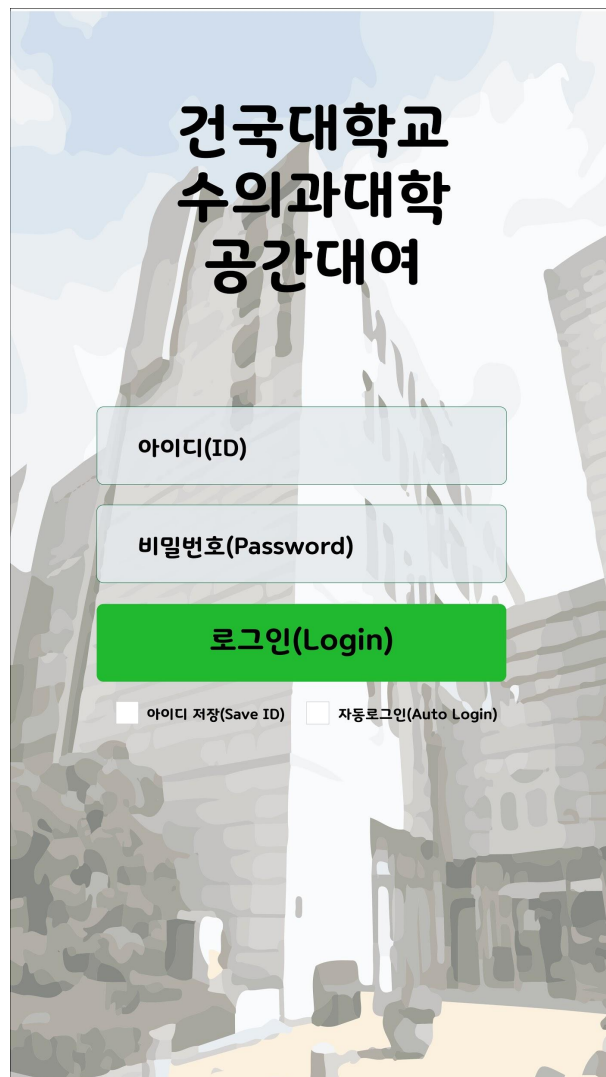 건국대학교
수의과대학
공간대여
아이디(ID)
비밀번호(Password)
로그인(Login)
아이디 저장(Save ID) 자동로그인(Auto Login)